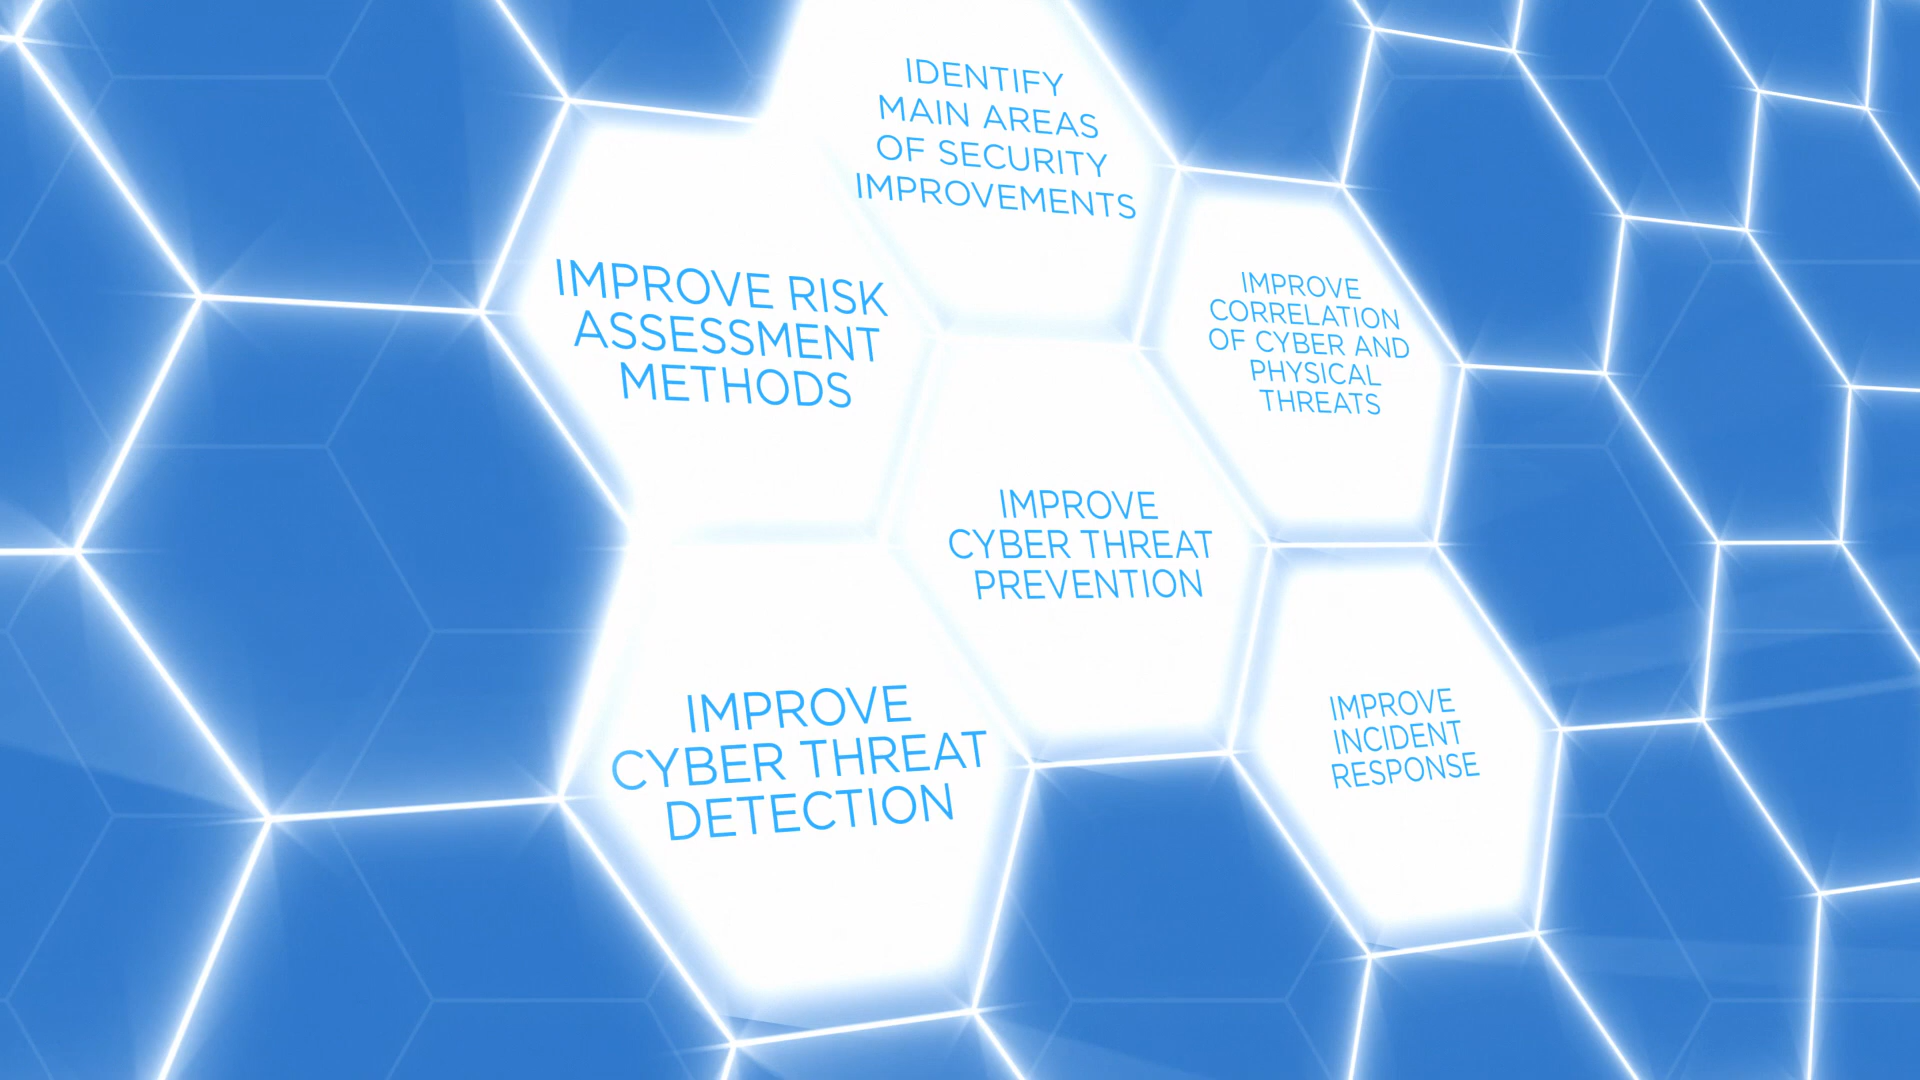 IDENTIFY
MAIN AREAS
OF SECURITY
IMPROVEMENTS
IMPROVE RISK
ASSESSMENT
METHODS
IMPROVE
CORRELATION
OF CYBER AND
PHYSICAL
THREATS
IMPROVE
CYBER THREAT
PREVENTION
IMPROVE
CYBER THREAT
DETECTION
IMPROVE
INCIDENT
RESPONSE